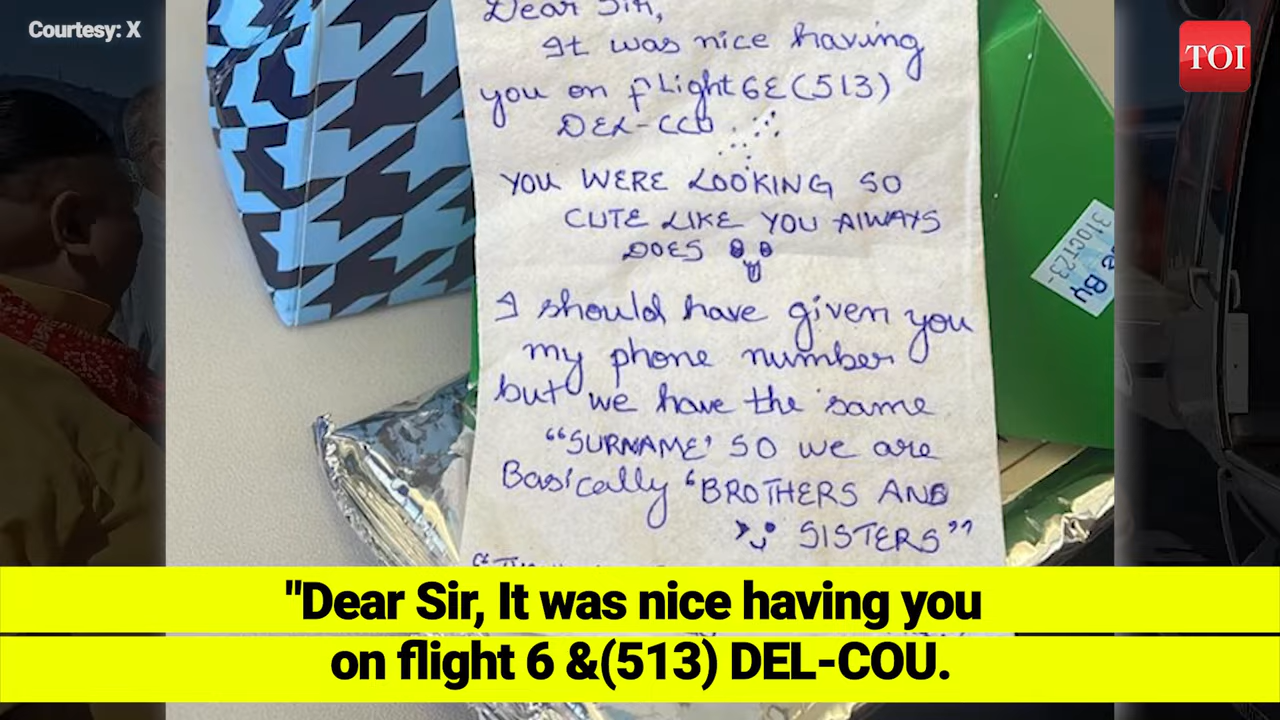 Courtesy: X
TOI
Dear Sir,
It was nice having
you on flight 6E(513)
DEL-CCU
YOU WERE LOOKING SO
CUTE LIKE YOU AlWAYS
DOES
I should have given you
my phone number
but we have the same
“SURNAME’ SO we are
Basically ‘BROTHERS AND
SISTERS”
By
31OCT23-
"Dear Sir, It was nice having you
on flight 6 &(513) DEL-COU.